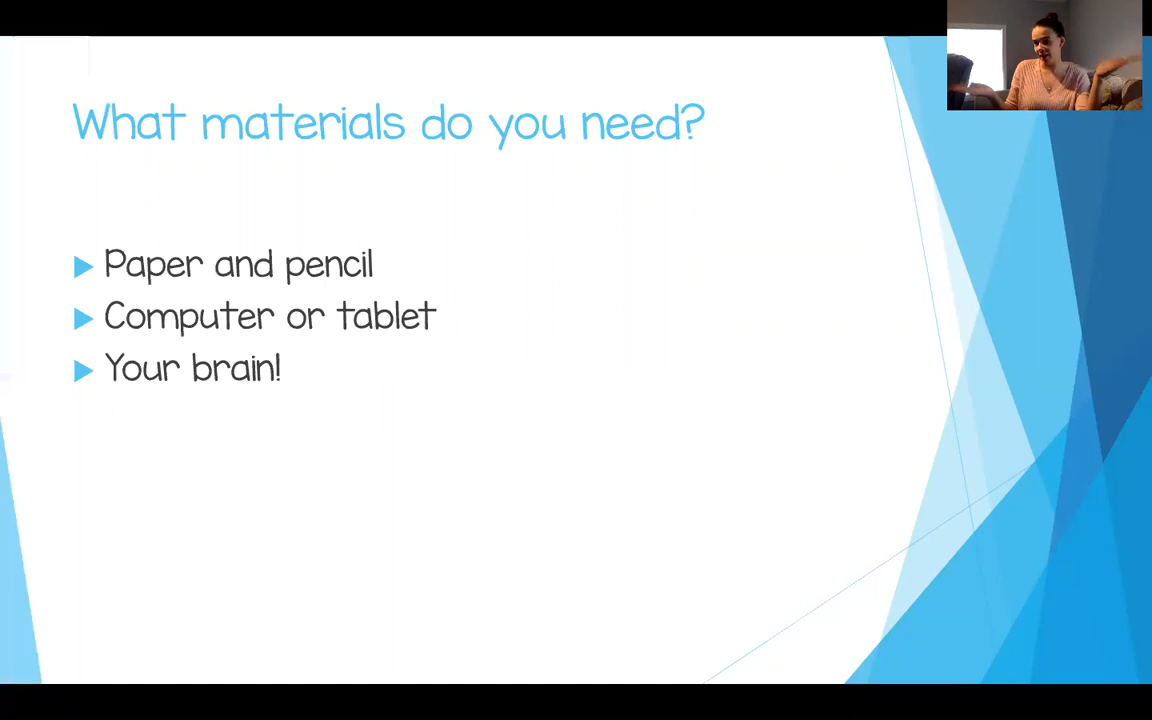 What materials do you need?
Paper and pencil
Computer or tablet
Your brain!